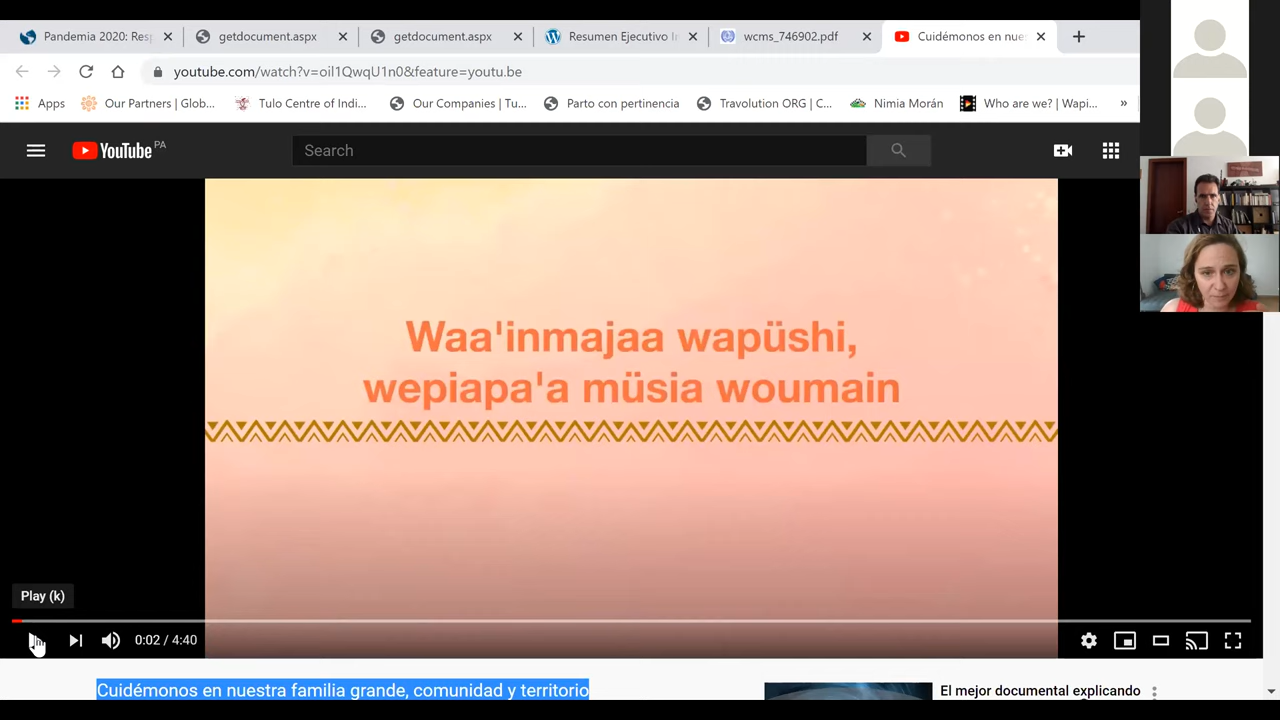 Pandemia 2020: Res
getdocument.aspx
getdocument.aspx
Resumen Ejecutivo I
wcms_746902.pdf
Cuidémonos en nue
youtube.com/watch?v=oil1QwqU1n0&feature=youtu.be
Apps
Our Partners | Glob...
Tulo Centre of Indi...
Our Companies | Tu...
Parto con pertinencia
Travolution ORG | C...
Nimia Morán
Who are we? | Wapi...
»
YouTube PA
Search
Waa'inmajaa wapüshi,
wepiapa'a müsia woumain
Play (k)
0:02 / 4:40
Cuidémonos en nuestra familia grande, comunidad y territorio
El mejor documental explicando